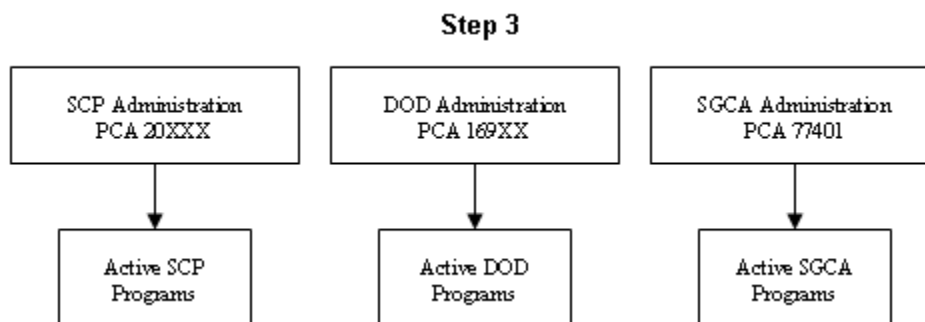 Step 3
SCP Administration
PCA 20XXX
DOD Administration
PCA 169XX
SGCA Administration
PCA 77401
Active SCP
Programs
Active DOD
Programs
Active SGCA
Programs